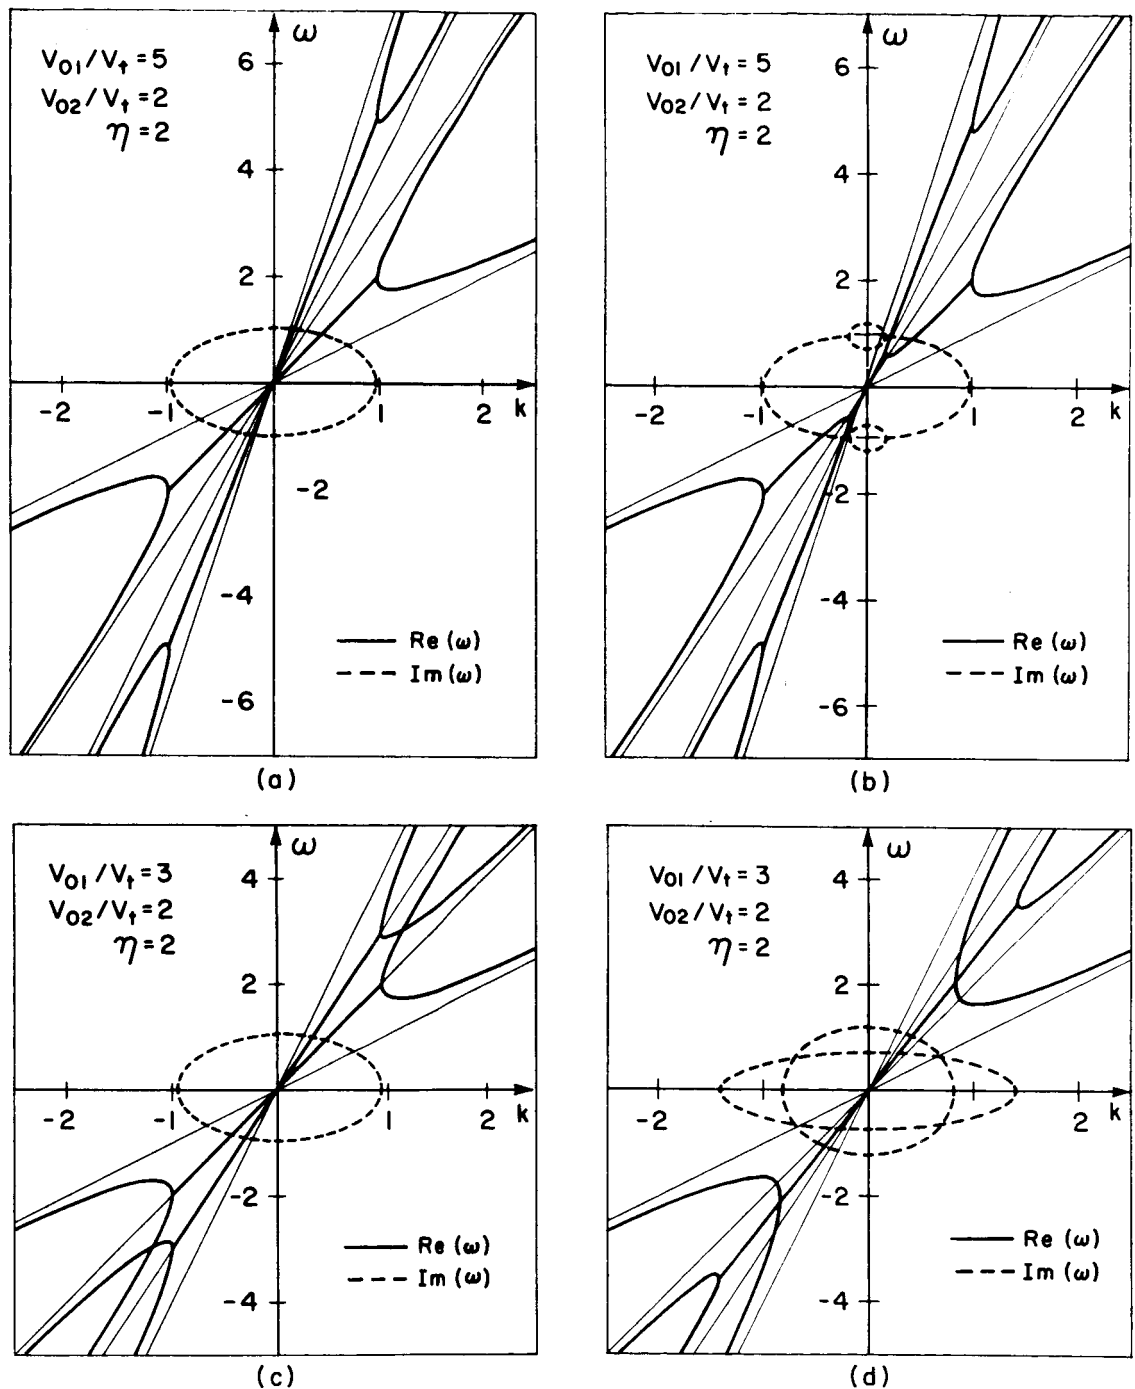 ω
V01/Vt=5
V02/Vt=2
η=2
6
4
2
-2 -1 1 2 k
-2
-4
-6
Re(ω)
Im(ω)
(a)
ω
V01/Vt=5
V02/Vt=2
η=2
6
4
2
-2 -1 1 2 k
-2
-4
-6
Re(ω)
Im(ω)
(b)
ω
V01/Vt=3
V02/Vt=2
η=2
4
2
-2 -1 1 2 k
-2
-4
Re(ω)
Im(ω)
(c)
ω
V01/Vt=3
V02/Vt=2
η=2
4
2
-2 2 k
-2
-4
Re(ω)
Im(ω)
(d)